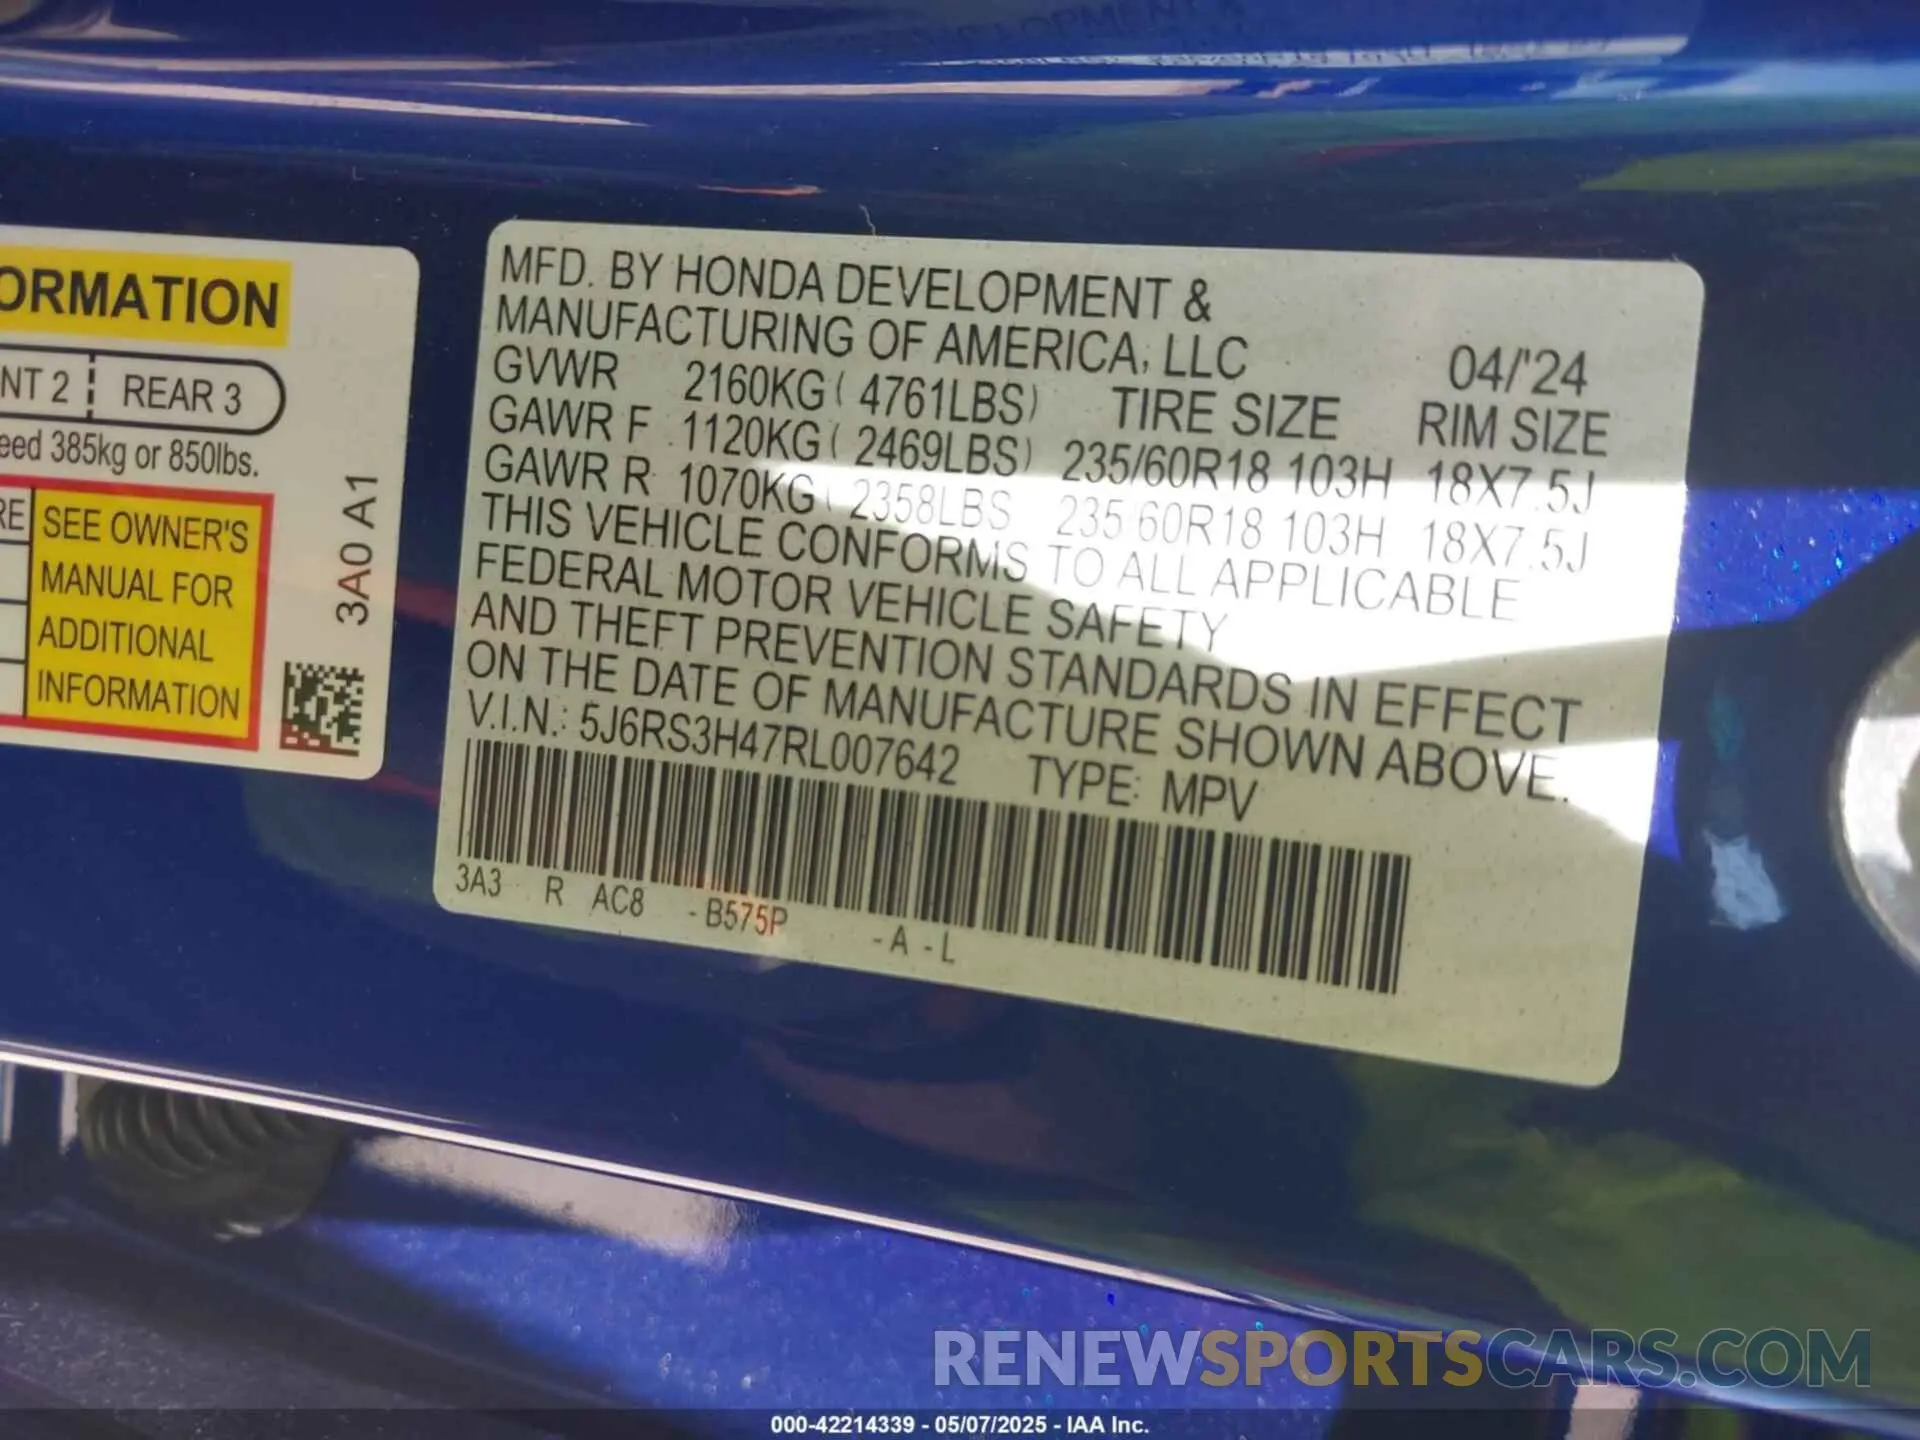 ORMATION
NT 2 REAR 3
eed 385kg or 850lbs.
RE SEE OWNER'S
MANUAL FOR
ADDITIONAL
INFORMATION
3A0 A1
MFD. BY HONDA DEVELOPMENT &
MANUFACTURING OF AMERICA, LLC 04/'24
GVWR 2160KG ( 4761LBS) TIRE SIZE RIM SIZE
GAWR F 1120KG ( 2469LBS) 235/60R18 103H 18X7.5J
GAWR R 1070KG ( 2358LBS 235/60R18 103H 18X7.5J
THIS VEHICLE CONFORMS TO ALL APPLICABLE
FEDERAL MOTOR VEHICLE SAFETY
AND THEFT PREVENTION STANDARDS IN EFFECT
ON THE DATE OF MANUFACTURE SHOWN ABOVE.
V.I.N.: 5J6RS3H47RL007642 TYPE: MPV
3A3 R AC8 -B575P -A -L
RENEWSPORTSCARS.COM
000-42214339 - 05/07/2025 - IAA Inc.